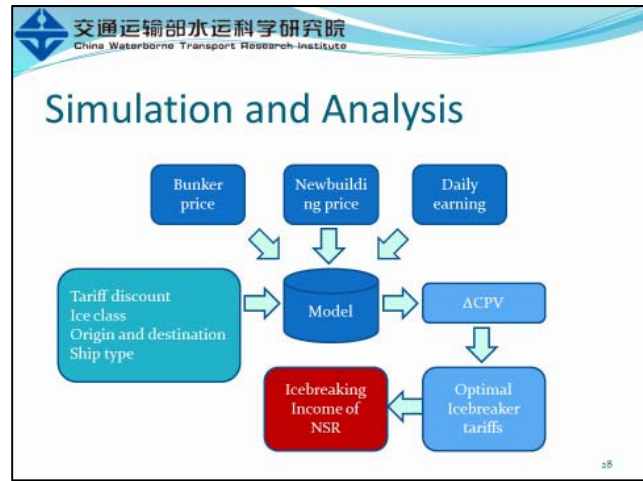 交通运输部水运科学研究院
China Waterborne Transport Research Institute
Simulation and Analysis
Bunker
price
Newbuildi
ng price
Daily
earning
Tariff discount
Ice class
Origin and destination
Ship type
Model
ΔCPV
Icebreaking
Income of
NSR
Optimal
Icebreaker
tariffs
28